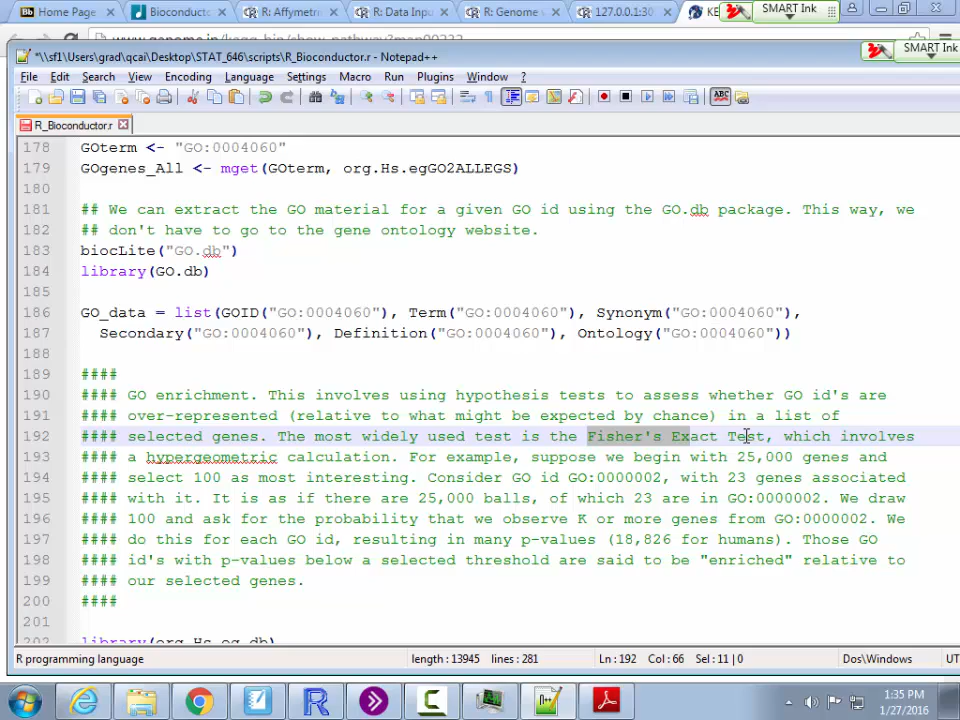 Home Page
Bioconducto
R: Affymetr
R: Data Inpu
R: Genome
127.0.0.1:30
KE
SMART Ink
*\\sf1\Users\grad\qcai\Desktop\STAT_646\scripts\R_Bioconductor.r - Notepad++
SMART Ink
File Edit Search View Encoding Language Settings Macro Run Plugins Window ?
R_Bioconductor.r
178 GOterm <- "GO:0004060"
179 GOgenes_All <- mget(GOterm, org.Hs.egGO2ALLEGS)
180
181 ## We can extract the GO material for a given GO id using the GO.db package. This way, we
182 ## don't have to go to the gene ontology website.
183 biocLite("GO.db")
184 library(GO.db)
185
186 GO_data = list(GOID("GO:0004060"), Term("GO:0004060"), Synonym("GO:0004060"),
187 Secondary("GO:0004060"), Definition("GO:0004060"), Ontology("GO:0004060"))
188
189 ####
190 #### GO enrichment. This involves using hypothesis tests to assess whether GO id's are
191 #### over-represented (relative to what might be expected by chance) in a list of
192 #### selected genes. The most widely used test is the Fisher's Exact Test, which involves
193 #### a hypergeometric calculation. For example, suppose we begin with 25,000 genes and
194 #### select 100 as most interesting. Consider GO id GO:0000002, with 23 genes associated
195 #### with it. It is as if there are 25,000 balls, of which 23 are in GO:0000002. We draw
196 #### 100 and ask for the probability that we observe K or more genes from GO:0000002. We
197 #### do this for each GO id, resulting in many p-values (18,826 for humans). Those GO
198 #### id's with p-values below a selected threshold are said to be "enriched" relative to
199 #### our selected genes.
200 ####
201
202 library(org.Hs.eg.db)
R programming language length : 13945 lines : 281 Ln : 192 Col : 66 Sel : 11 | 0 Dos\Windows UT
1:35 PM
1/27/2016